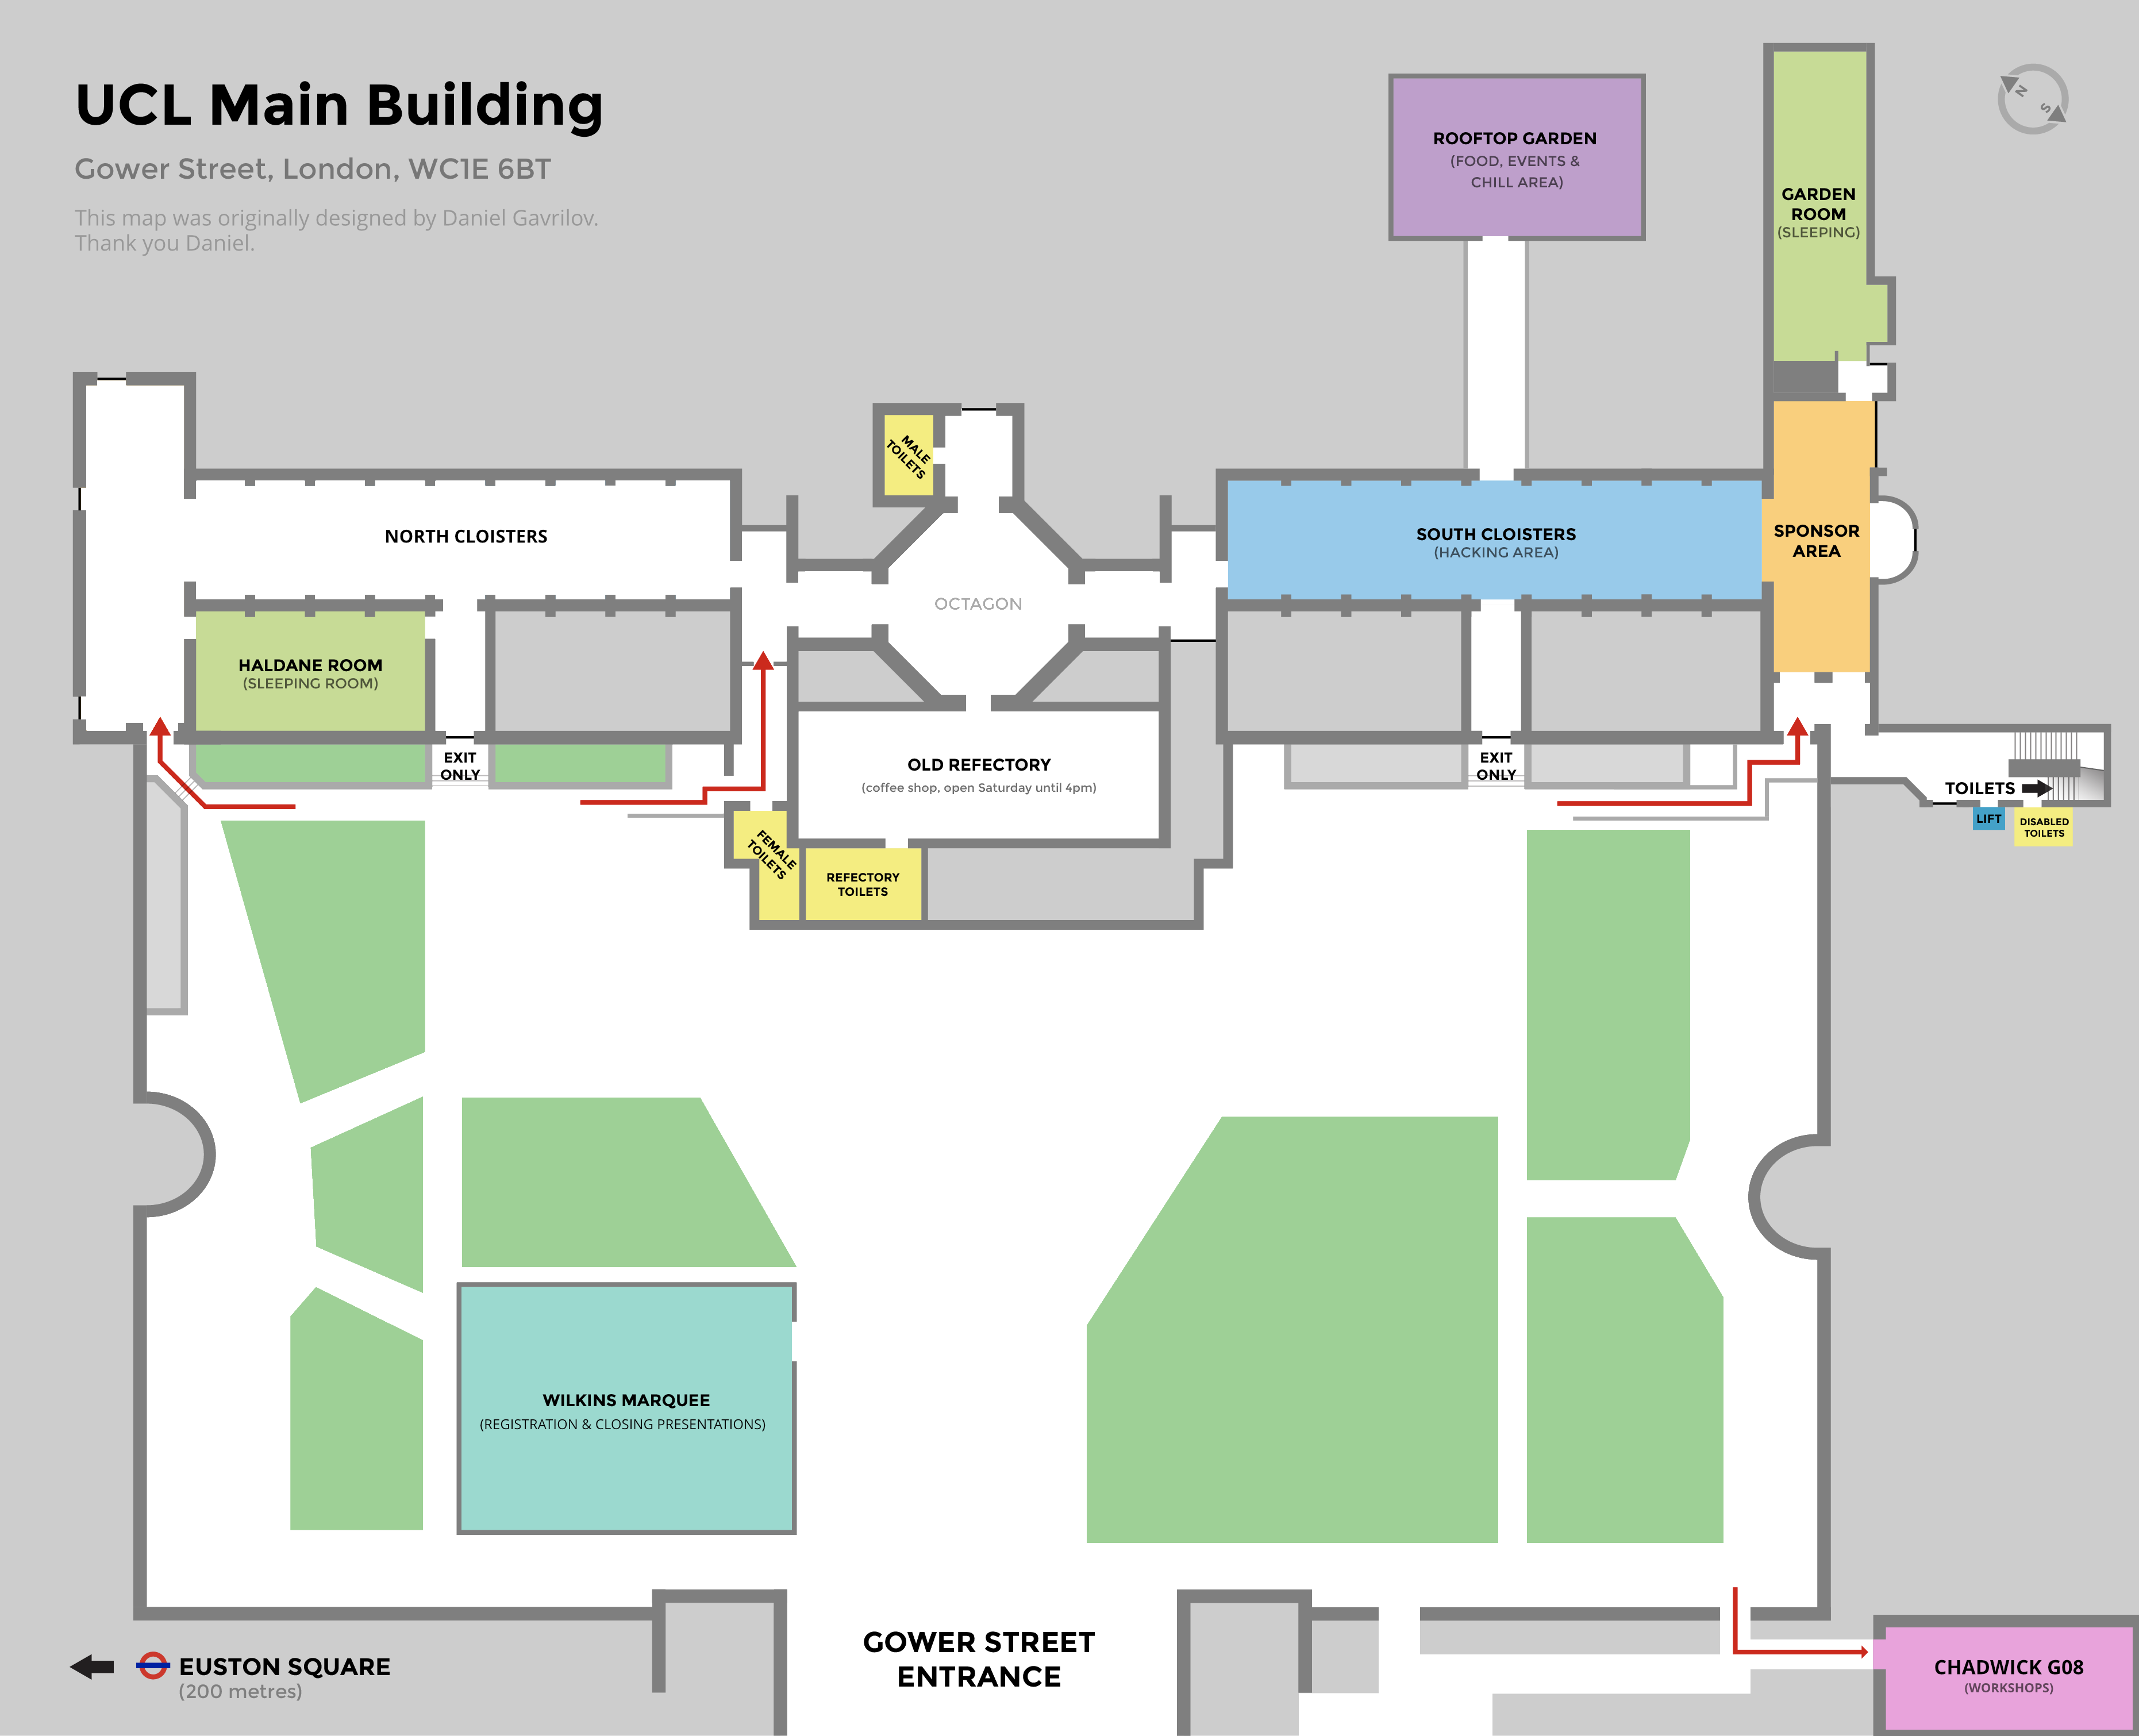 UCL Main Building
Gower Street, London, WC1E 6BT
This map was originally designed by Daniel Gavrilov.
Thank you Daniel.
N
S
ROOFTOP GARDEN
(FOOD, EVENTS &
CHILL AREA)
GARDEN
ROOM
(SLEEPING)
MALE
TOILETS
NORTH CLOISTERS
SOUTH CLOISTERS
(HACKING AREA)
SPONSOR
AREA
OCTAGON
HALDANE ROOM
(SLEEPING ROOM)
EXIT
ONLY
OLD REFECTORY
(coffee shop, open Saturday until 4pm)
EXIT
ONLY
TOILETS
LIFT
DISABLED
TOILETS
FEMALE
TOILETS
REFECTORY
TOILETS
WILKINS MARQUEE
(REGISTRATION & CLOSING PRESENTATIONS)
GOWER STREET
ENTRANCE
EUSTON SQUARE
(200 metres)
CHADWICK G08
(WORKSHOPS)